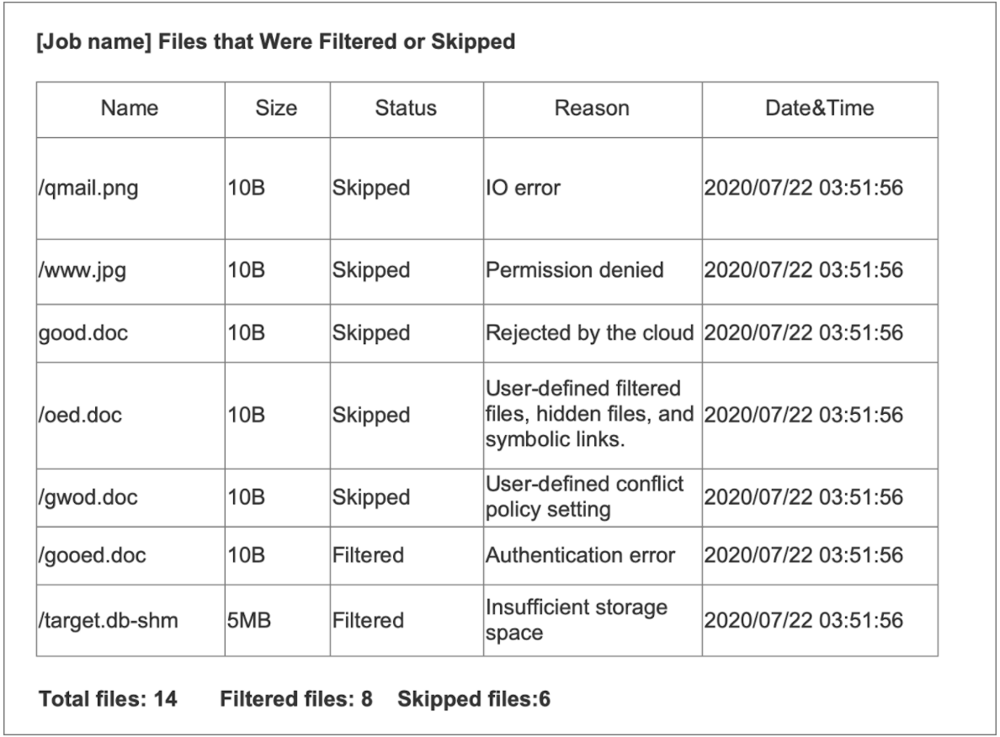 [Job name] Files that Were Filtered or Skipped
Name Size Status Reason Date&Time
/qmail.png 10B Skipped IO error 2020/07/22 03:51:56
/www.jpg 10B Skipped Permission denied 2020/07/22 03:51:56
good.doc 10B Skipped Rejected by the cloud 2020/07/22 03:51:56
/oed.doc 10B Skipped User-defined filtered
files, hidden files, and
symbolic links. 2020/07/22 03:51:56
/gwod.doc 10B Skipped User-defined conflict
policy setting 2020/07/22 03:51:56
/gooed.doc 10B Filtered Authentication error 2020/07/22 03:51:56
/target.db-shm 5MB Filtered Insufficient storage
space 2020/07/22 03:51:56
Total files: 14 Filtered files: 8 Skipped files:6